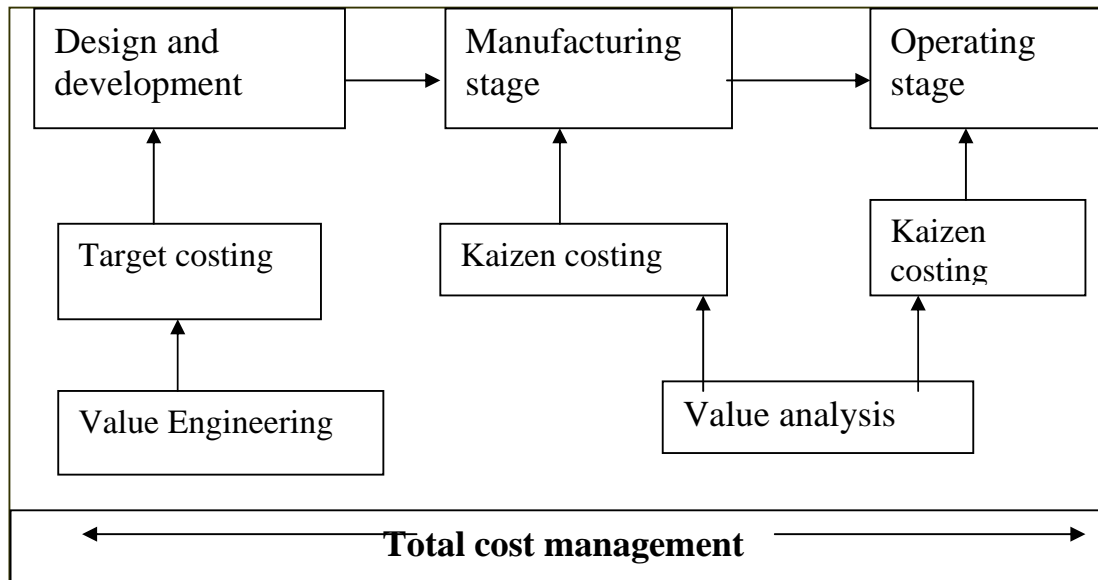 Design and
development
Manufacturing
stage
Operating
stage
Target costing
Kaizen costing
Kaizen
costing
Value Engineering
Value analysis
Total cost management